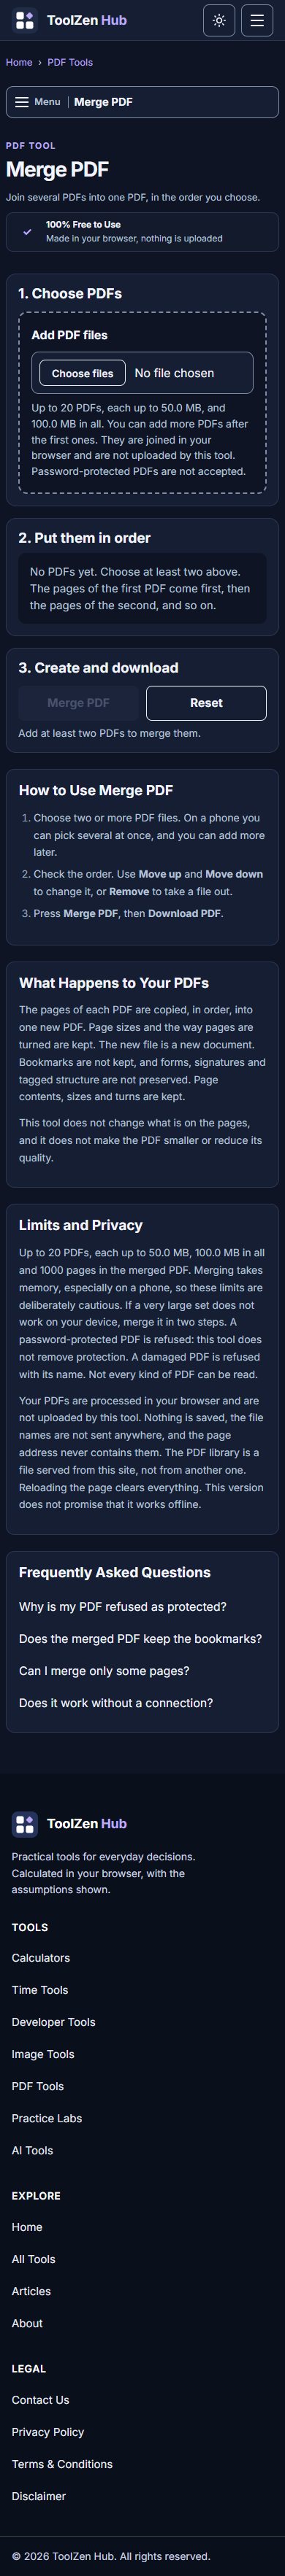 ToolZen Hub
Home › PDF Tools
Menu | Merge PDF
PDF TOOL
Merge PDF
Join several PDFs into one PDF, in the order you choose.
✓ 100% Free to Use
Made in your browser, nothing is uploaded
1. Choose PDFs
Add PDF files
Choose files No file chosen
Up to 20 PDFs, each up to 50.0 MB, and
100.0 MB in all. You can add more PDFs after
the first ones. They are joined in your
browser and are not uploaded by this tool.
Password-protected PDFs are not accepted.
2. Put them in order
No PDFs yet. Choose at least two above.
The pages of the first PDF come first, then
the pages of the second, and so on.
3. Create and download
Merge PDF Reset
Add at least two PDFs to merge them.
How to Use Merge PDF
1. Choose two or more PDF files. On a phone you
can pick several at once, and you can add more
later.
2. Check the order. Use Move up and Move down
to change it, or Remove to take a file out.
3. Press Merge PDF, then Download PDF.
What Happens to Your PDFs
The pages of each PDF are copied, in order, into
one new PDF. Page sizes and the way pages are
turned are kept. The new file is a new document.
Bookmarks are not kept, and forms, signatures and
tagged structure are not preserved. Page
contents, sizes and turns are kept.
This tool does not change what is on the pages,
and it does not make the PDF smaller or reduce its
quality.
Limits and Privacy
Up to 20 PDFs, each up to 50.0 MB, 100.0 MB in all
and 1000 pages in the merged PDF. Merging takes
memory, especially on a phone, so these limits are
deliberately cautious. If a very large set does not
work on your device, merge it in two steps. A
password-protected PDF is refused: this tool does
not remove protection. A damaged PDF is refused
with its name. Not every kind of PDF can be read.
Your PDFs are processed in your browser and are
not uploaded by this tool. Nothing is saved, the file
names are not sent anywhere, and the page
address never contains them. The PDF library is a
file served from this site, not from another one.
Reloading the page clears everything. This version
does not promise that it works offline.
Frequently Asked Questions
Why is my PDF refused as protected?
Does the merged PDF keep the bookmarks?
Can I merge only some pages?
Does it work without a connection?
ToolZen Hub
Practical tools for everyday decisions.
Calculated in your browser, with the
assumptions shown.
TOOLS
Calculators
Time Tools
Developer Tools
Image Tools
PDF Tools
Practice Labs
AI Tools
EXPLORE
Home
All Tools
Articles
About
LEGAL
Contact Us
Privacy Policy
Terms & Conditions
Disclaimer
© 2026 ToolZen Hub. All rights reserved.